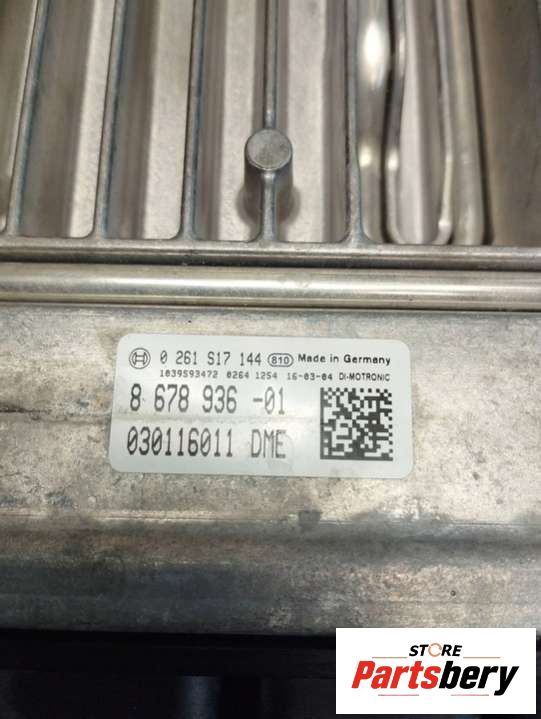 0 261 S17 144 810 Made in Germany
1039S93472 0264 1254 16-03-04 DI-MOTRONIC
8 678 936 -01
030116011 DME
STORE
Partsbery